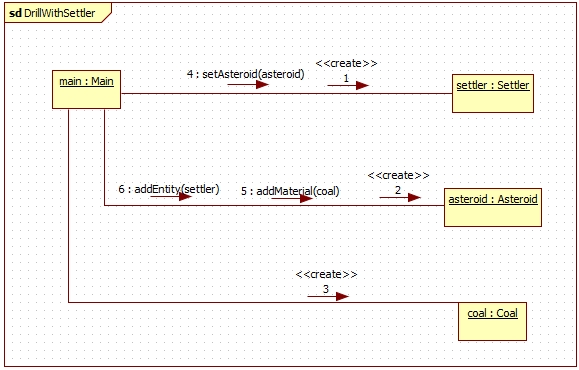 sd DrillWithSettler
<<create>>
4 : setAsteroid(asteroid)
1
main : Main
settler : Settler
<<create>>
6 : addEntity(settler)
5 : addMaterial(coal)
2
asteroid : Asteroid
<<create>>
3
coal : Coal